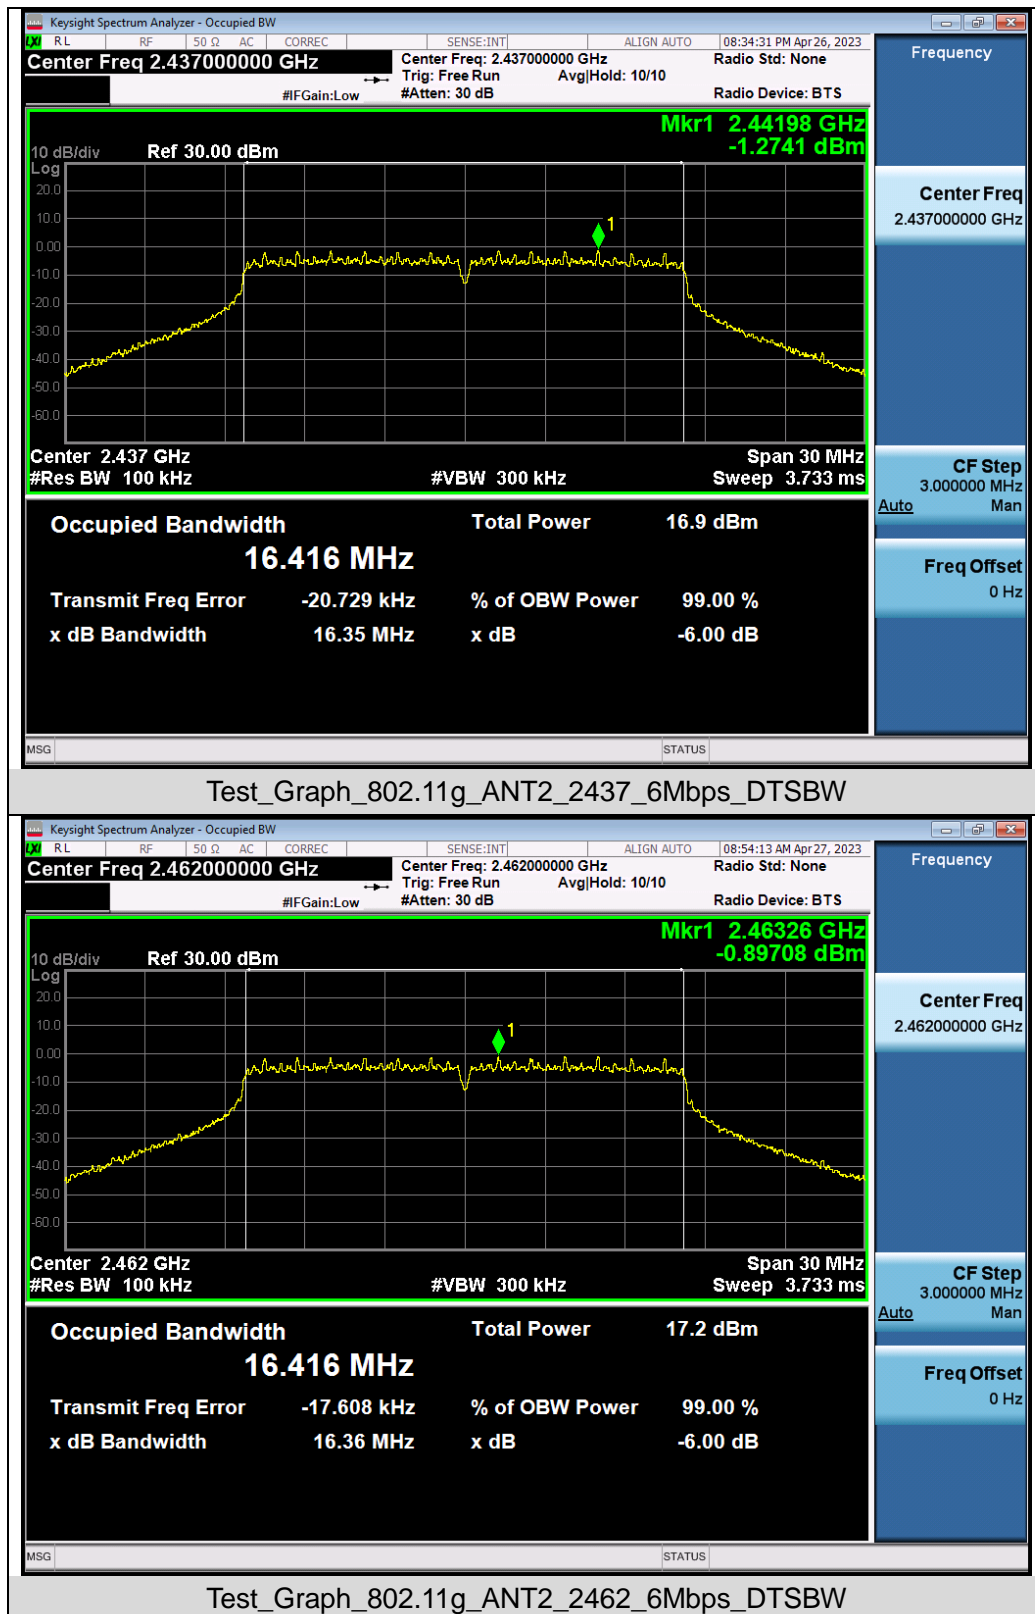 Keysight Spectrum Analyzer - Occupied BW
LXI RL RF 50 Ω AC CORREC SENSE:INT ALIGN AUTO 08:34:31 PM Apr 26, 2023
Center Freq 2.437000000 GHz
Center Freq: 2.437000000 GHz
Radio Std: None
Trig: Free Run Avg|Hold: 10/10
#IFGain:Low #Atten: 30 dB Radio Device: BTS
Mkr1 2.44198 GHz
-1.2741 dBm
10 dB/div Ref 30.00 dBm
Log
20.0
10.0
0.00
-10.0
-20.0
-30.0
-40.0
-50.0
-60.0
1
Center 2.437 GHz Span 30 MHz
#Res BW 100 kHz #VBW 300 kHz Sweep 3.733 ms
Occupied Bandwidth Total Power 16.9 dBm
16.416 MHz
Transmit Freq Error -20.729 kHz % of OBW Power 99.00 %
x dB Bandwidth 16.35 MHz x dB -6.00 dB
MSG STATUS
Frequency
Center Freq
2.437000000 GHz
CF Step
3.000000 MHz
Auto Man
Freq Offset
0 Hz
Test_Graph_802.11g_ANT2_2437_6Mbps_DTSBW
Keysight Spectrum Analyzer - Occupied BW
LXI RL RF 50 Ω AC CORREC SENSE:INT ALIGN AUTO 08:54:13 AM Apr 27, 2023
Center Freq 2.462000000 GHz
Center Freq: 2.462000000 GHz
Radio Std: None
Trig: Free Run Avg|Hold: 10/10
#IFGain:Low #Atten: 30 dB Radio Device: BTS
Mkr1 2.46326 GHz
-0.89708 dBm
10 dB/div Ref 30.00 dBm
Log
20.0
10.0
0.00
-10.0
-20.0
-30.0
-40.0
-50.0
-60.0
1
Center 2.462 GHz Span 30 MHz
#Res BW 100 kHz #VBW 300 kHz Sweep 3.733 ms
Occupied Bandwidth Total Power 17.2 dBm
16.416 MHz
Transmit Freq Error -17.608 kHz % of OBW Power 99.00 %
x dB Bandwidth 16.36 MHz x dB -6.00 dB
MSG STATUS
Frequency
Center Freq
2.462000000 GHz
CF Step
3.000000 MHz
Auto Man
Freq Offset
0 Hz
Test_Graph_802.11g_ANT2_2462_6Mbps_DTSBW